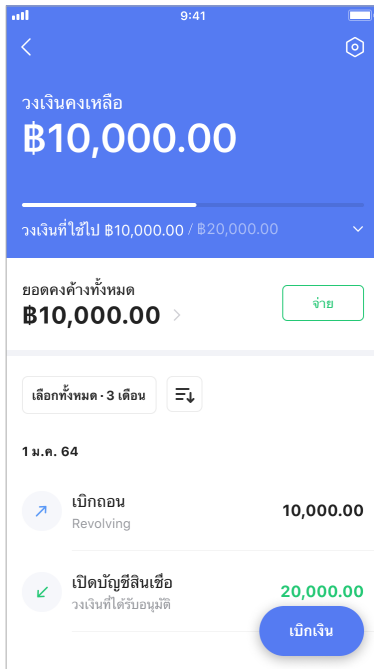 9:41
วงเงินคงเหลือ
฿10,000.00
วงเงินที่ใช้ไป ฿10,000.00 / ฿20,000.00
ยอดคงค้างทั้งหมด
฿10,000.00
จ่าย
เลือกทั้งหมด · 3 เดือน
1 ม.ค. 64
เบิกถอน
10,000.00
Revolving
เปิดบัญชีสินเชื่อ
20,000.00
วงเงินที่ได้รับอนุมัติ
เบิกเงิน